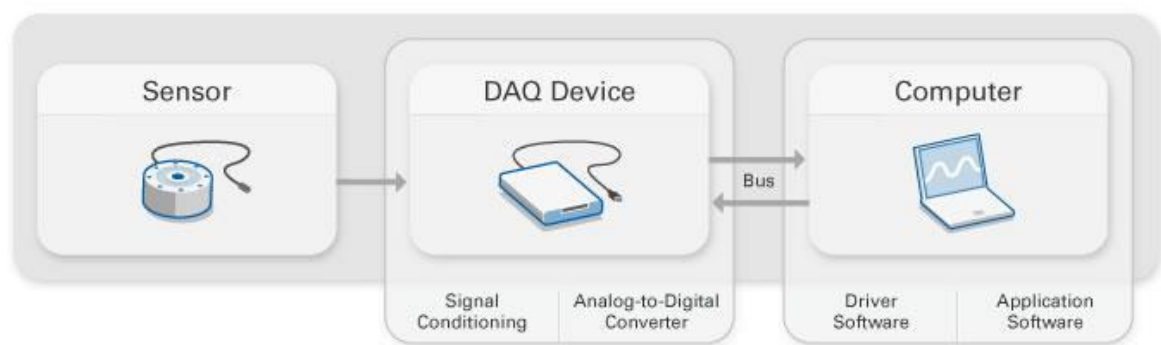 Sensor
DAQ Device
Computer
Bus
Signal
Conditioning
Analog-to-Digital
Converter
Driver
Software
Application
Software